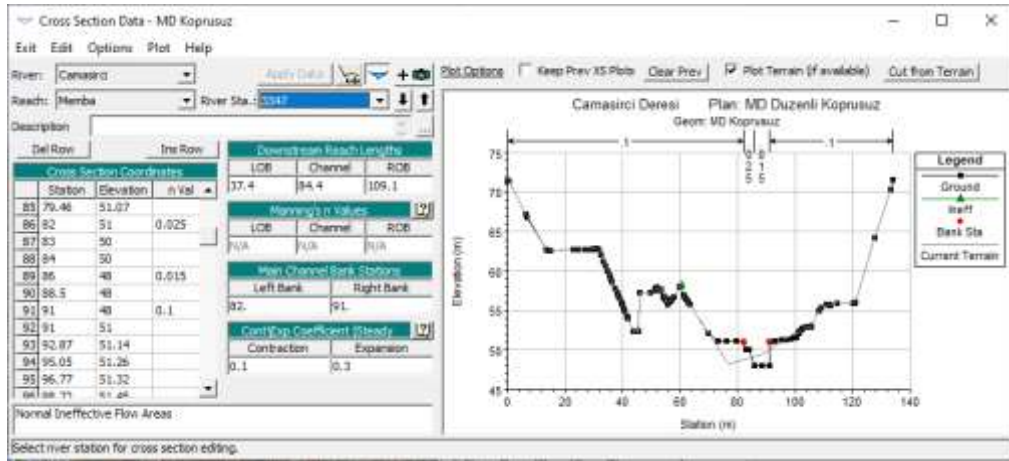 Cross Section Data - MD Koprusuz
Exit Edit Options Plot Help
River: Camasirci
Apply Data
Plot Options Keep Prev XS Plots Clear Prev Plot Terrain (if available) Cut from Terrain
Reach: Memba River Sta.: 3347
Description
Del Row Ins Row
Cross Section Coordinates
Station Elevation n Val
85 79.46 51.07
86 82 51 0.025
87 83 50
88 84 50
89 86 48 0.015
90 88.5 48
91 91 48 0.1
92 91 51
93 92.87 51.14
94 95.05 51.26
95 96.77 51.32
Downstream Reach Lengths
LOB Channel ROB
37.4 84.4 109.1
Manning's n Values
LOB Channel ROB
N/A N/A N/A
Main Channel Bank Stations
Left Bank Right Bank
82. 91.
Cont\Exp Coefficient (Steady
Contraction Expansion
0.1 0.3
Normal Ineffective Flow Areas
Select river station for cross section editing.
Camasirci Deresi Plan: MD Duzenli Koprusuz
Geom: MD Koprusuz
.1 .1
75
70
65
60
55
50
45
0 20 40 60 80 100 120 140
Elevation (m)
Station (m)
Legend
Ground
Ineff
Bank Sta
Current Terrain